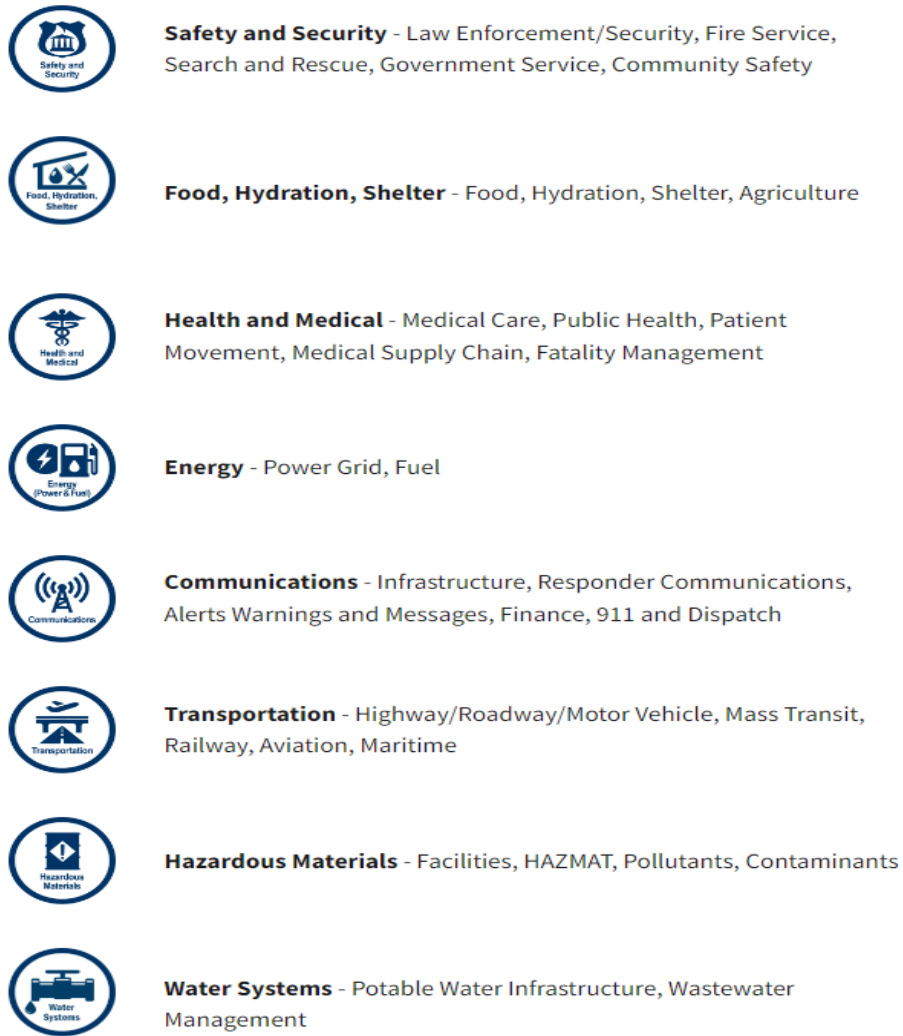 Safety and
Security
Safety and Security - Law Enforcement/Security, Fire Service,
Search and Rescue, Government Service, Community Safety
Food, Hydration,
Shelter
Food, Hydration, Shelter - Food, Hydration, Shelter, Agriculture
Health and
Medical
Health and Medical - Medical Care, Public Health, Patient
Movement, Medical Supply Chain, Fatality Management
Energy
(Power & Fuel)
Energy - Power Grid, Fuel
Communications
Communications - Infrastructure, Responder Communications,
Alerts Warnings and Messages, Finance, 911 and Dispatch
Transportation
Transportation - Highway/Roadway/Motor Vehicle, Mass Transit,
Railway, Aviation, Maritime
Hazardous
Materials
Hazardous Materials - Facilities, HAZMAT, Pollutants, Contaminants
Water
Systems
Water Systems - Potable Water Infrastructure, Wastewater
Management